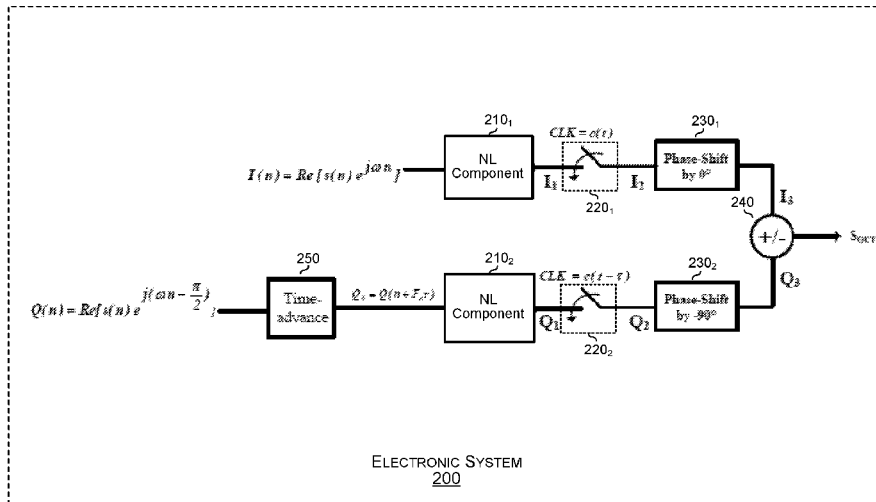 210₁
CLK = c(t)
230₁
I(n) = Re{s(n) e^{jωn}}
NL Component
I₁
I₂
Phase-Shift by 0°
220₁
I₃
240
+/-
S_OUT
250
210₂
CLK = c(t - τ)
230₂
Q₃
Q(n) = Re{s(n) e^{j(ωn - π/2)}}
Time-advance
Qₐ = Q(n + Fₛτ)
NL Component
Q₁
Q₂
Phase-Shift by -90°
220₂
ELECTRONIC SYSTEM
200